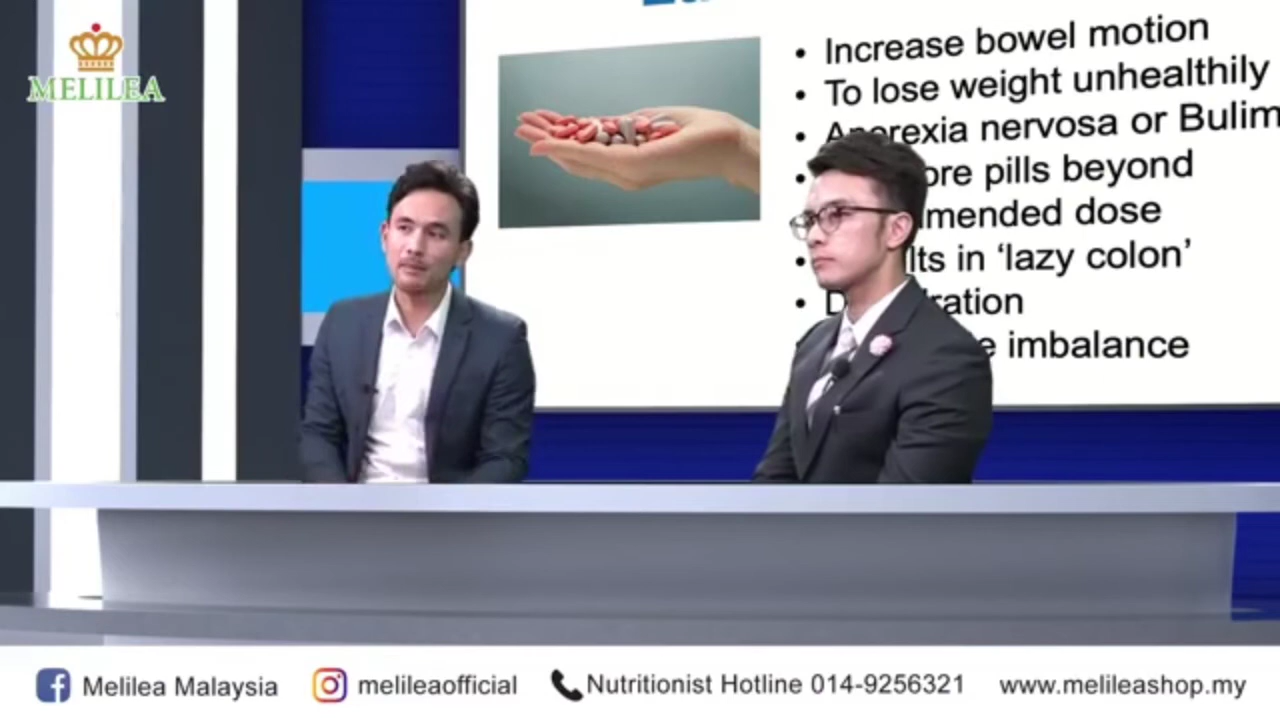 MELILEA
• Increase bowel motion
• To lose weight unhealthily
• Anorexia nervosa or Bulim
• ore pills beyond
mended dose
• lts in ‘lazy colon’
• D ration
e imbalance
Melilea Malaysia
melileaofficial
Nutritionist Hotline 014-9256321
www.melileashop.my